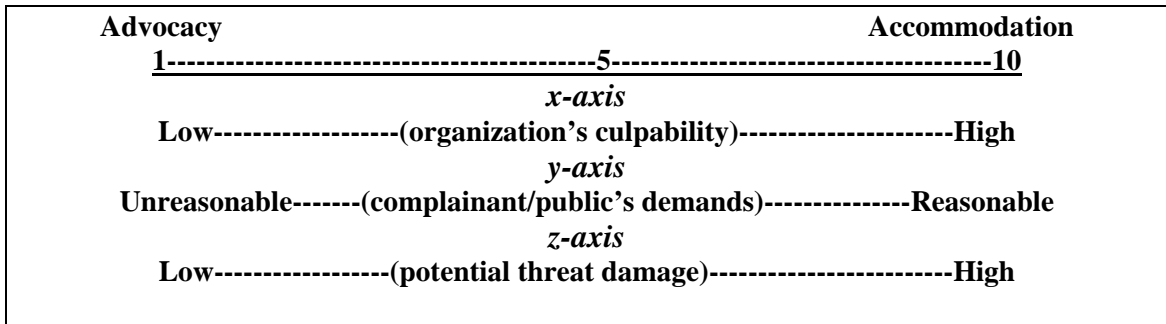 Advocacy Accommodation
1--------------------------------------------5---------------------------------------10
x-axis
Low-------------------(organization’s culpability)----------------------High
y-axis
Unreasonable-------(complainant/public’s demands)---------------Reasonable
z-axis
Low------------------(potential threat damage)-------------------------High